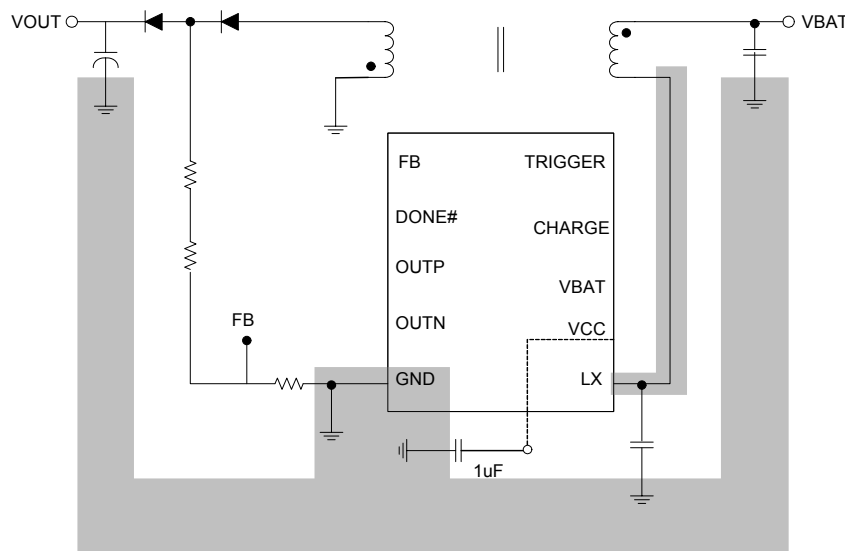 VOUT
VBAT
FB
TRIGGER
DONE#
CHARGE
OUTP
VBAT
OUTN
VCC
FB
GND
LX
1uF